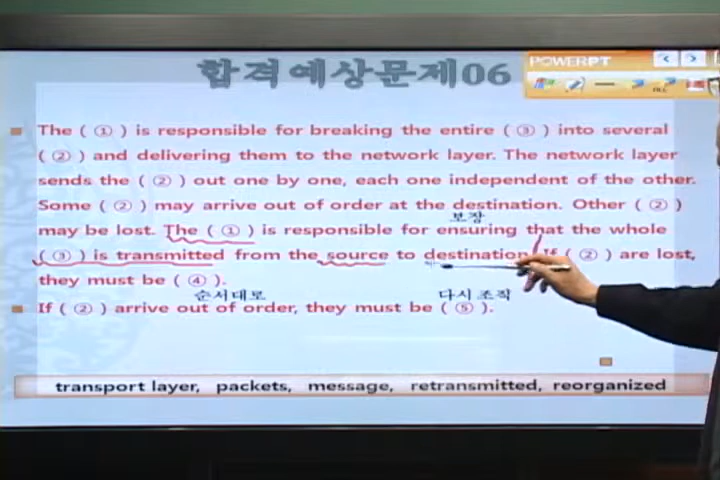 합격예상문제06
POWERPT
The ( ① ) is responsible for breaking the entire ( ③ ) into several
( ② ) and delivering them to the network layer. The network layer
sends the ( ② ) out one by one, each one independent of the other.
Some ( ② ) may arrive out of order at the destination. Other ( ② )
보장
may be lost. The ( ① ) is responsible for ensuring that the whole
( ③ ) is transmitted from the source to destination. If ( ② ) are lost,
they must be ( ④ ).
순서대로 다시 조작
If ( ② ) arrive out of order, they must be ( ⑤ ).
transport layer, packets, message, retransmitted, reorganized